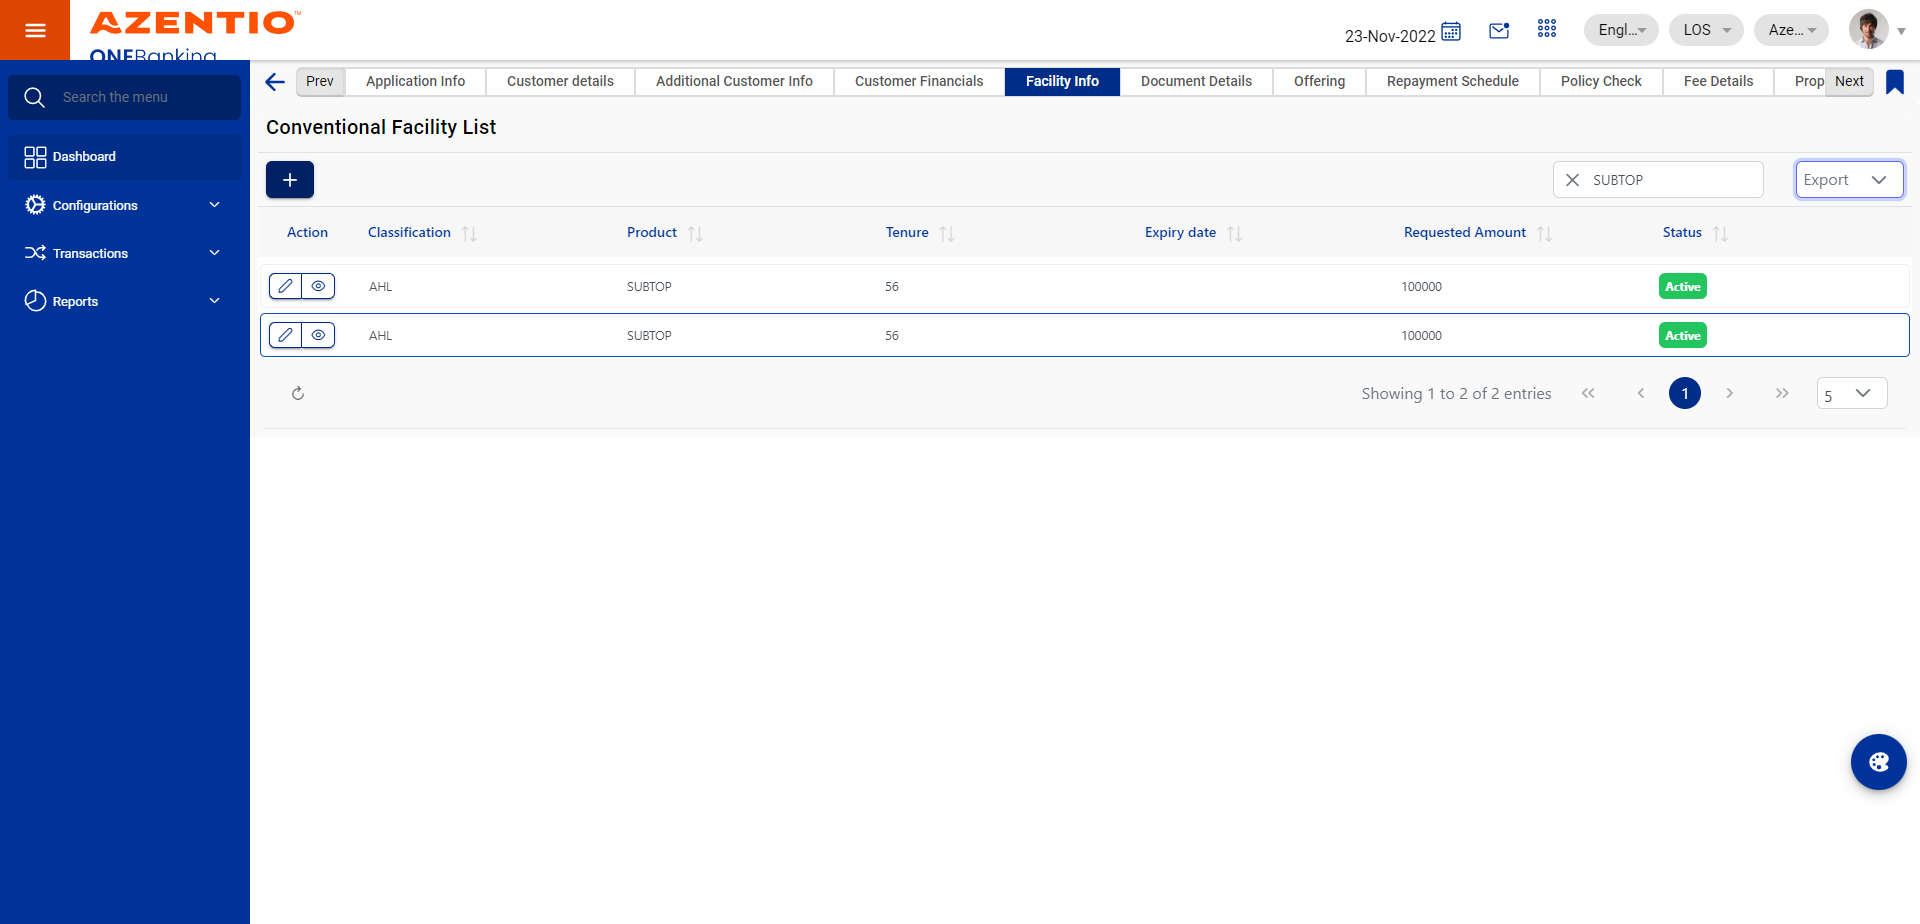 AZENTIO™
ONEBanking
23-Nov-2022
Engl...
LOS
Aze...
Search the menu
Dashboard
Configurations
Transactions
Reports
Prev
Application Info
Customer details
Additional Customer Info
Customer Financials
Facility Info
Document Details
Offering
Repayment Schedule
Policy Check
Fee Details
Prop
Next
Conventional Facility List
+
SUBTOP
Export
Action Classification Product Tenure Expiry date Requested Amount Status
AHL SUBTOP 56 100000 Active
AHL SUBTOP 56 100000 Active
Showing 1 to 2 of 2 entries
1
5